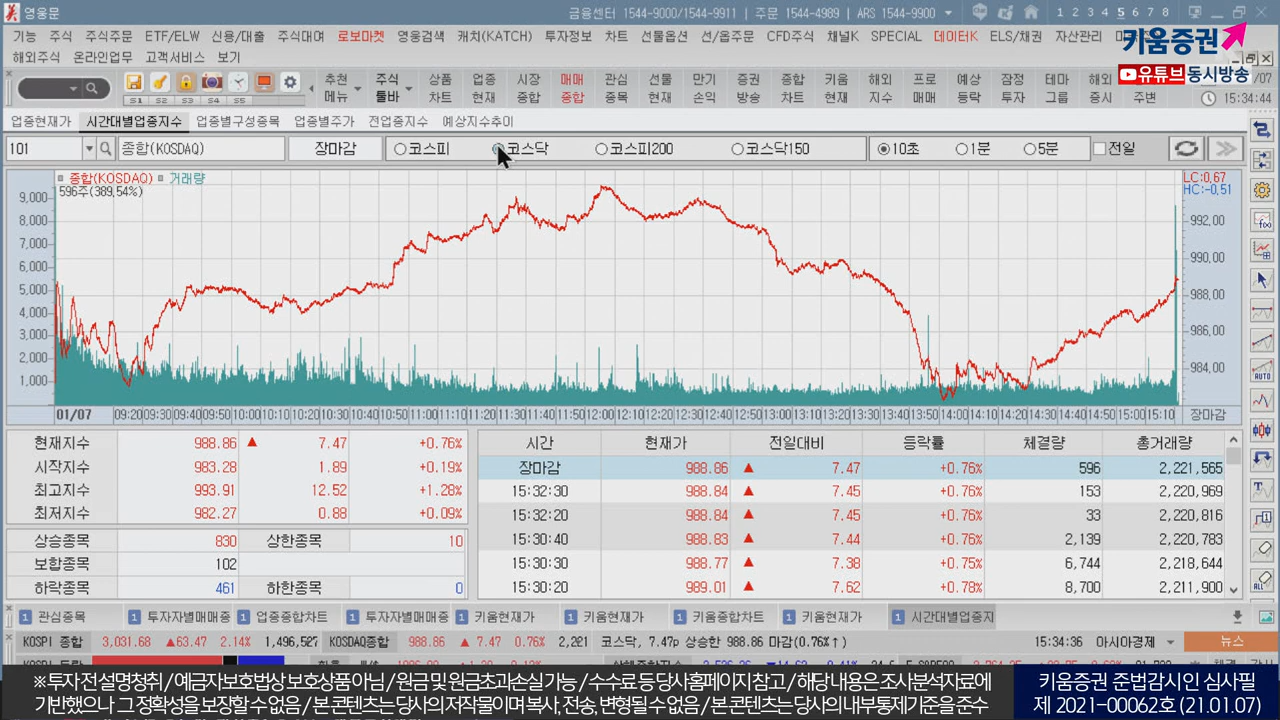 영웅문
금융센터 1544-9000/1544-9911 | 주문 1544-4989 | ARS 1544-9900
1 2 3 4 5 6 7 8
기능 주식 주식주문 ETF/ELW 신용/대출 주식대여 로보마켓 영웅검색 캐치(KATCH) 투자정보 차트 선물옵션 선/옵주문 CFD주식 채널K SPECIAL 데이터K ELS/채권 자산관리
해외주식 온라인업무 고객서비스 보기
키움증권
유튜브 동시방송
추천 주식 상품 업종 시장 매매 관심 선물 만기 증권 종합 키움 해외 프로 예상 잠정 테마 해외
메뉴 툴바 차트 현재 종합 종합 종목 현재 손익 방송 차트 현재 지수 매매 등락 투자 그룹 증시 주변
S1 S2 S3 S4 S5
15:34:44
업종현재가 시간대별업종지수 업종별구성종목 업종별주가 전업종지수 예상지수추이
101 종합(KOSDAQ) 장마감 코스피 코스닥 코스피200 코스닥150 10초 1분 5분 전일
종합(KOSDAQ) 거래량
596주(389,54%)
LC:0,67
HC:-0,51
9,000
8,000
7,000
6,000
5,000
4,000
3,000
2,000
1,000
992,00
990,00
988,00
986,00
984,00
01/07 09:20 09:30 09:40 09:50 10:00 10:10 10:20 10:30 10:40 10:50 11:00 11:10 11:20 11:30 11:40 11:50 12:00 12:10 12:20 12:30 12:40 12:50 13:00 13:10 13:20 13:30 13:40 13:50 14:00 14:10 14:20 14:30 14:40 14:50 15:00 15:10 장마감
현재지수 988.86 ▲ 7.47 +0.76%
시작지수 983.28 1.89 +0.19%
최고지수 993.91 12.52 +1.28%
최저지수 982.27 0.88 +0.09%
상승종목 830 상한종목 10
보합종목 102
하락종목 461 하한종목 0
시간 현재가 전일대비 등락률 체결량 총거래량
장마감 988.86 ▲ 7.47 +0.76% 596 2,221,565
15:32:30 988.84 ▲ 7.45 +0.76% 153 2,220,969
15:32:20 988.84 ▲ 7.45 +0.76% 33 2,220,816
15:30:40 988.83 ▲ 7.44 +0.76% 2,139 2,220,783
15:30:30 988.77 ▲ 7.38 +0.75% 6,744 2,218,644
15:30:20 989.01 ▲ 7.62 +0.78% 8,700 2,211,900
1 관심종목 1 투자자별매매종 1 업종종합차트 1 투자자별매매종 1 키움현재가 1 키움현재가 1 키움종합차트 1 키움현재가 1 시간대별업종지
KOSPI 종합 3,031.68 ▲63.47 2.14% 1,496,527 KOSDAQ종합 988.86 ▲ 7.47 0.76% 2,221 코스닥, 7.47p 상승한 988.86 마감(0.76%↑) 15:34:36 아시아경제 뉴스
※ 투자 전 설명청취 / 예금자보호법상 보호상품 아님 / 원금 및 원금초과손실 가능 / 수수료 등 당사홈페이지 참고 / 해당 내용은 조사분석자료에
기반했으나 그 정확성을 보장할 수 없음 / 본 콘텐츠는 당사의 저작물이며 복사, 전송, 변형될 수 없음 / 본 콘텐츠는 당사의 내부통제기준을 준수
키움증권 준법감시인 심사필
제 2021-00062호 (21.01.07)